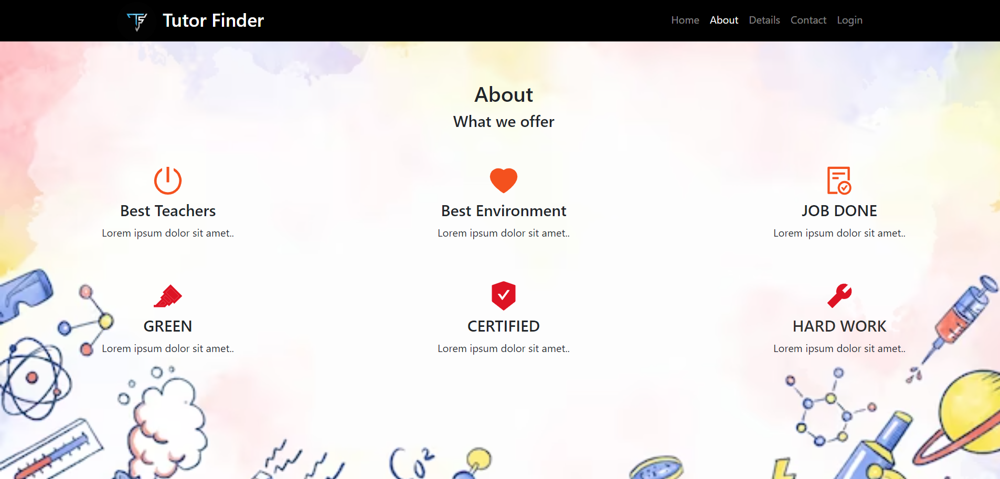 TF Tutor Finder Home About Details Contact Login
About
What we offer
Best Teachers Best Environment JOB DONE
Lorem ipsum dolor sit amet.. Lorem ipsum dolor sit amet.. Lorem ipsum dolor sit amet..
GREEN CERTIFIED HARD WORK
Lorem ipsum dolor sit amet.. Lorem ipsum dolor sit amet.. Lorem ipsum dolor sit amet..
Co²